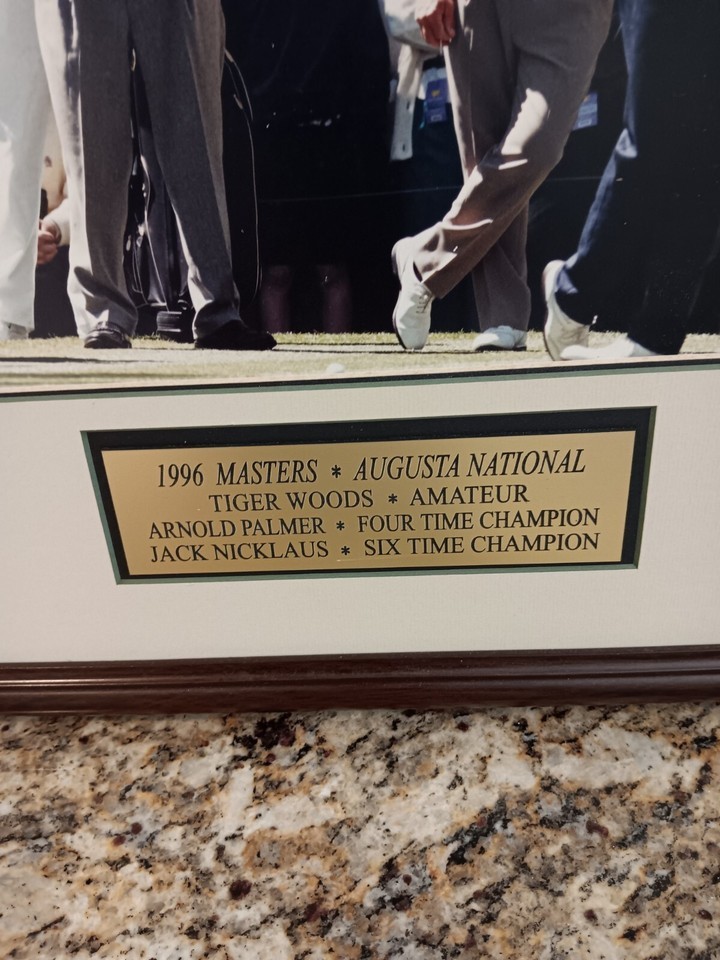 1996 MASTERS * AUGUSTA NATIONAL
TIGER WOODS * AMATEUR
ARNOLD PALMER * FOUR TIME CHAMPION
JACK NICKLAUS * SIX TIME CHAMPION